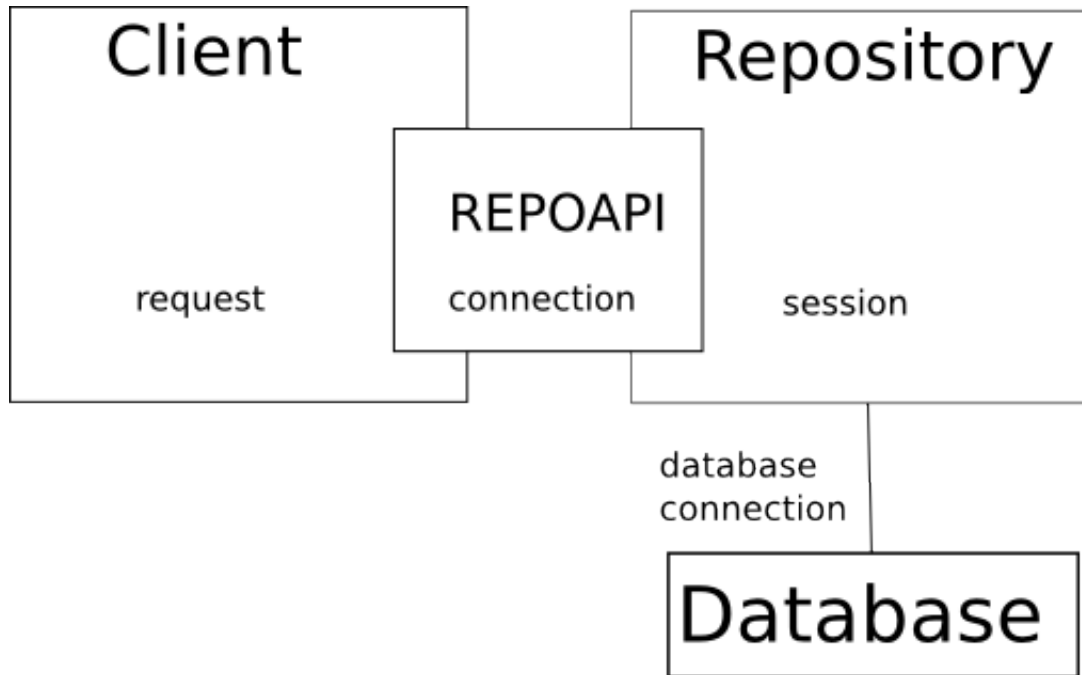 Client
Repository
REPOAPI
request
connection
session
database
connection
Database